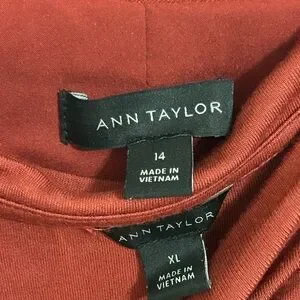 ANN TAYLOR
14
MADE IN
VIETNAM
ANN TAYLOR
XL
MADE IN
VIETNAM